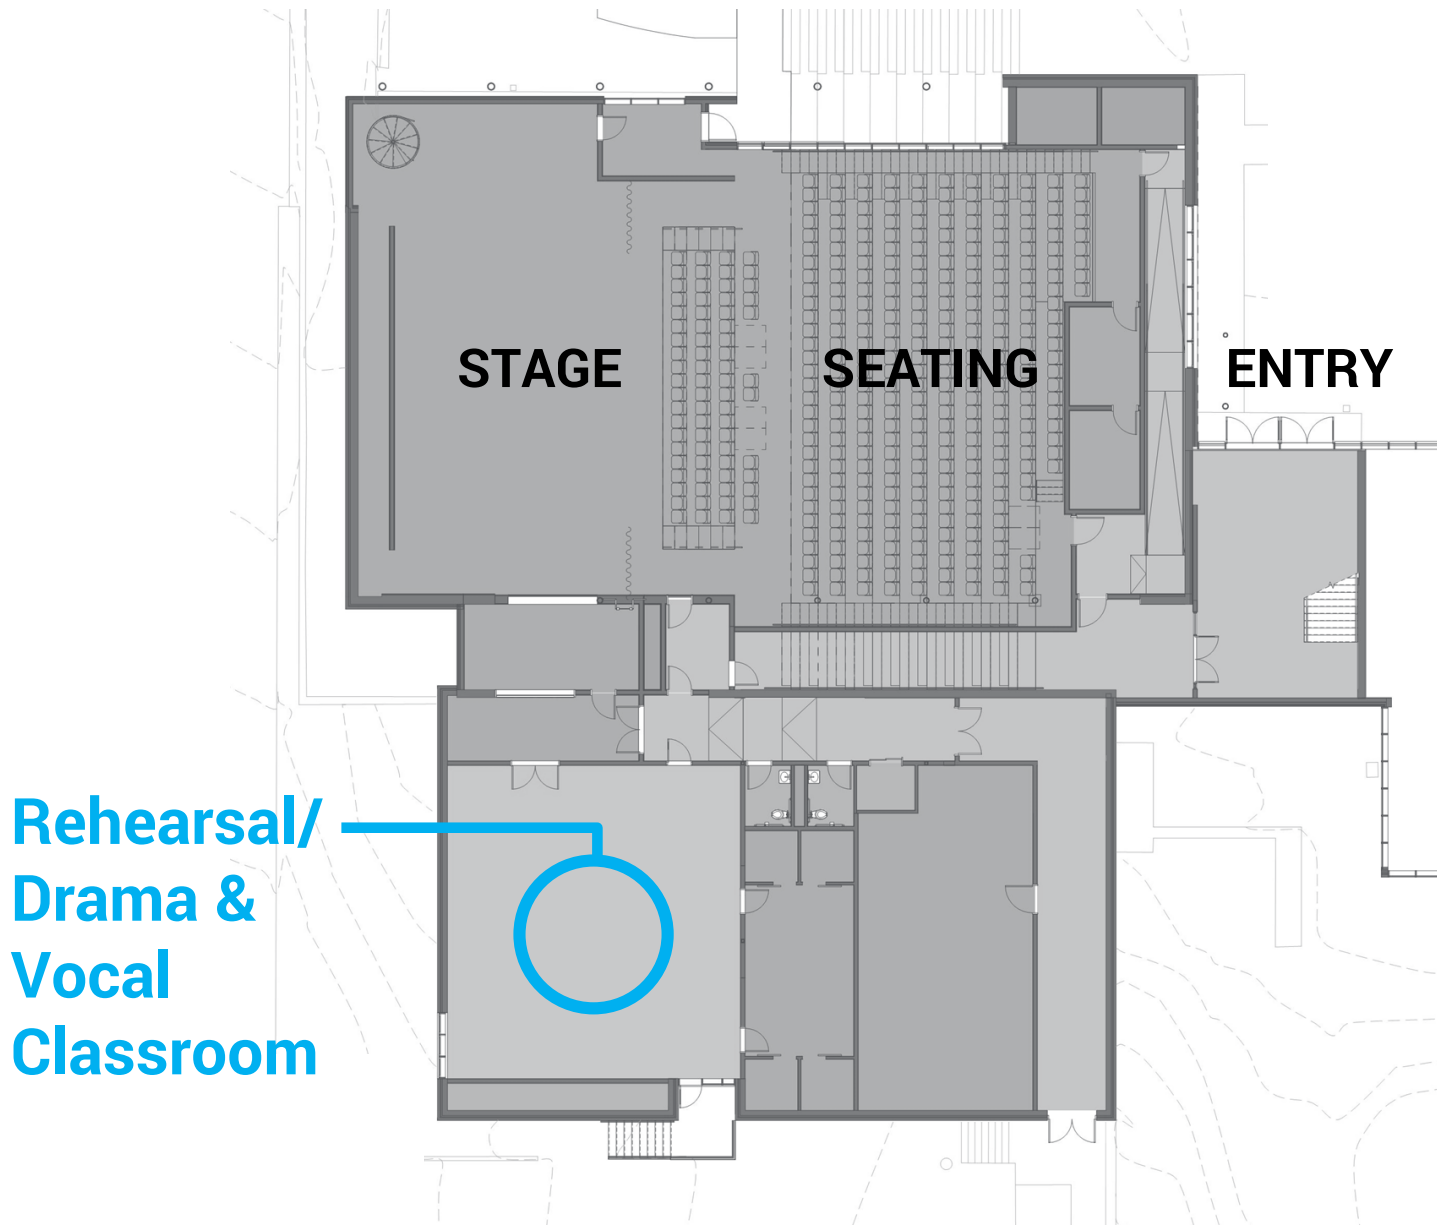 STAGE
SEATING
ENTRY
Rehearsal/
Drama &
Vocal
Classroom